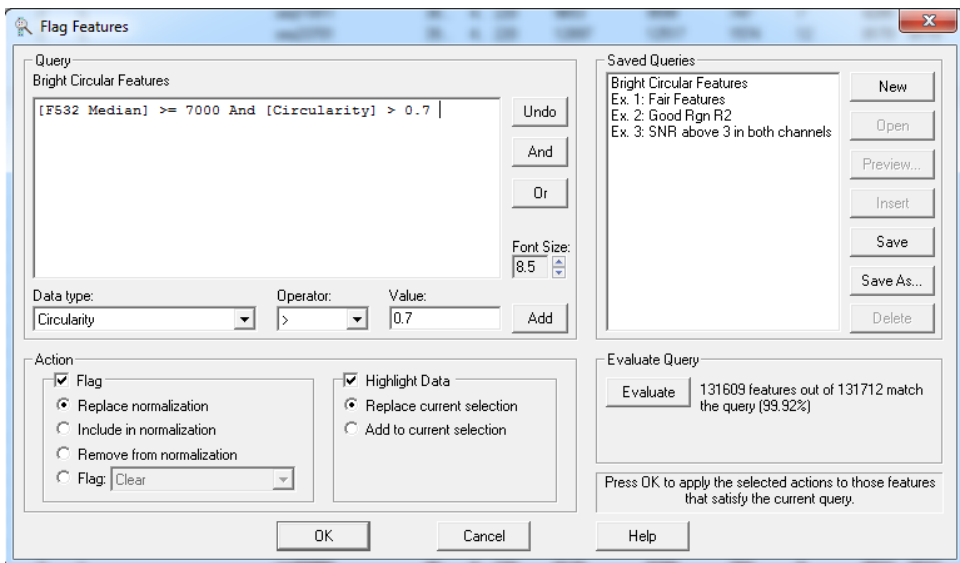 Flag Features
Query
Bright Circular Features
[F532 Median] >= 7000 And [Circularity] > 0.7
Undo
And
Or
Font Size:
8.5
Data type:
Operator:
Value:
Circularity
>
0.7
Add
Saved Queries
Bright Circular Features
Ex. 1: Fair Features
Ex. 2: Good Rgn R2
Ex. 3: SNR above 3 in both channels
New
Open
Preview...
Insert
Save
Save As...
Delete
Action
Flag
Replace normalization
Include in normalization
Remove from normalization
Flag: Clear
Highlight Data
Replace current selection
Add to current selection
Evaluate Query
Evaluate
131609 features out of 131712 match
the query (99.92%)
Press OK to apply the selected actions to those features
that satisfy the current query.
OK
Cancel
Help